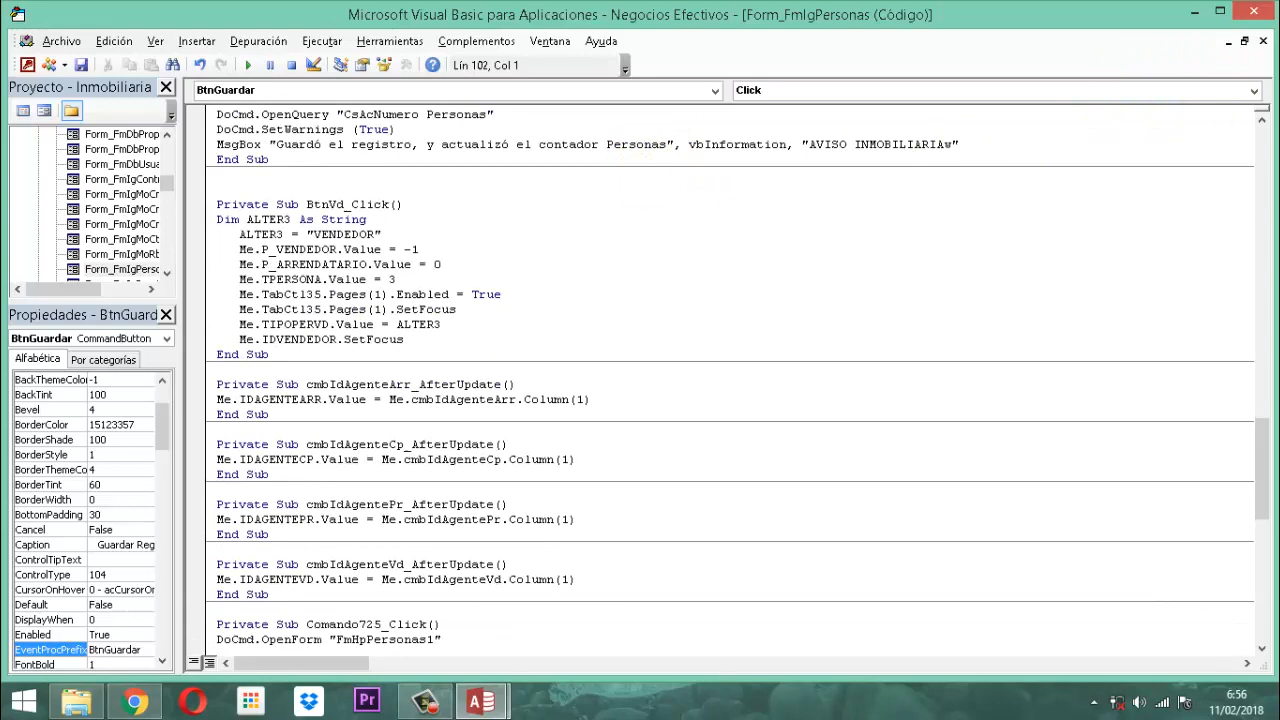 Microsoft Visual Basic para Aplicaciones - Negocios Efectivos - [Form_FmIgPersonas (Código)]
Archivo Edición Ver Insertar Depuración Ejecutar Herramientas Complementos Ventana Ayuda
Lín 102, Col 1
Proyecto - Inmobiliaria
Form_FmDbProp
Form_FmDbProp
Form_FmDbUsua
Form_FmIgContr
Form_FmIgMoCn
Form_FmIgMoCr
Form_FmIgMoCr
Form_FmIgMoCt
Form_FmIgMoRb
Form_FmIgPerso
Propiedades - BtnGuard
BtnGuardar CommandButton
Alfabética Por categorías
BackThemeColor -1
BackTint 100
Bevel 4
BorderColor 15123357
BorderShade 100
BorderStyle 1
BorderThemeCo 4
BorderTint 60
BorderWidth 0
BottomPadding 30
Cancel False
Caption Guardar Reg
ControlTipText
ControlType 104
CursorOnHover 0 - acCursorOn
Default False
DisplayWhen 0
Enabled True
EventProcPrefix BtnGuardar
FontBold 1
BtnGuardar Click
DoCmd.OpenQuery "CsAcNumero Personas"
DoCmd.SetWarnings (True)
MsgBox "Guardó el registro, y actualizó el contador Personas", vbInformation, "AVISO INMOBILIARIAw"
End Sub
Private Sub BtnVd_Click()
Dim ALTER3 As String
ALTER3 = "VENDEDOR"
Me.P_VENDEDOR.Value = -1
Me.P_ARRENDATARIO.Value = 0
Me.TPERSONA.Value = 3
Me.TabCtl35.Pages(1).Enabled = True
Me.TabCtl35.Pages(1).SetFocus
Me.TIPOPERVD.Value = ALTER3
Me.IDVENDEDOR.SetFocus
End Sub
Private Sub cmbIdAgenteArr_AfterUpdate()
Me.IDAGENTEARR.Value = Me.cmbIdAgenteArr.Column(1)
End Sub
Private Sub cmbIdAgenteCp_AfterUpdate()
Me.IDAGENTECP.Value = Me.cmbIdAgenteCp.Column(1)
End Sub
Private Sub cmbIdAgentePr_AfterUpdate()
Me.IDAGENTEPR.Value = Me.cmbIdAgentePr.Column(1)
End Sub
Private Sub cmbIdAgenteVd_AfterUpdate()
Me.IDAGENTEVD.Value = Me.cmbIdAgenteVd.Column(1)
End Sub
Private Sub Comando725_Click()
DoCmd.OpenForm "FmHpPersonas1"
Pr
6:56
11/02/2018